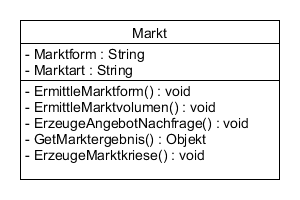 Markt
- Marktform : String
- Marktart : String
- ErmittleMarktform() : void
- ErmittleMarktvolumen() : void
- ErzeugeAngebotNachfrage() : void
- GetMarktergebnis() : Objekt
- ErzeugeMarktkriese() : void